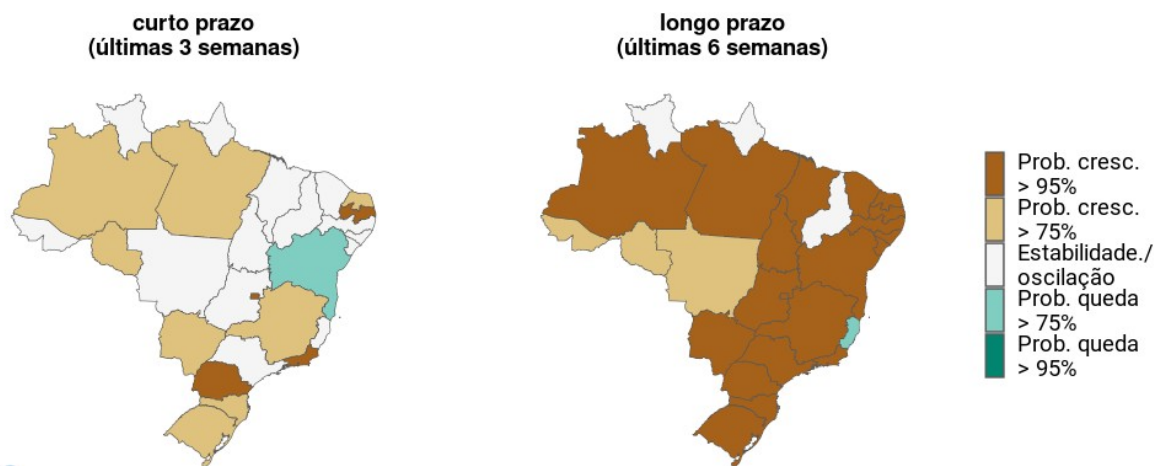 curto prazo
(últimas 3 semanas)
longo prazo
(últimas 6 semanas)
Prob. cresc.
> 95%
Prob. cresc.
> 75%
Estabilidade./
oscilação
Prob. queda
> 75%
Prob. queda
> 95%